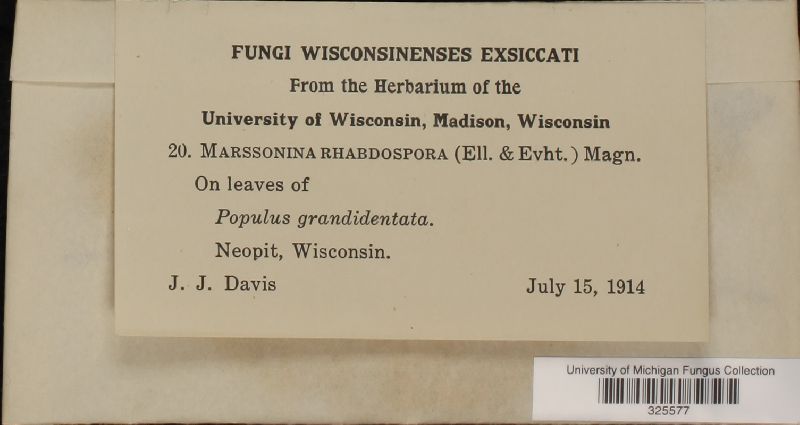 FUNGI WISCONSINENSES EXSICCATI
From the Herbarium of the
University of Wisconsin, Madison, Wisconsin
20. MARSSONINA RHABDOSPORA (Ell. & Evht.) Magn.
On leaves of
Populus grandidentata.
Neopit, Wisconsin.
J. J. Davis July 15, 1914
University of Michigan Fungus Collection
325577